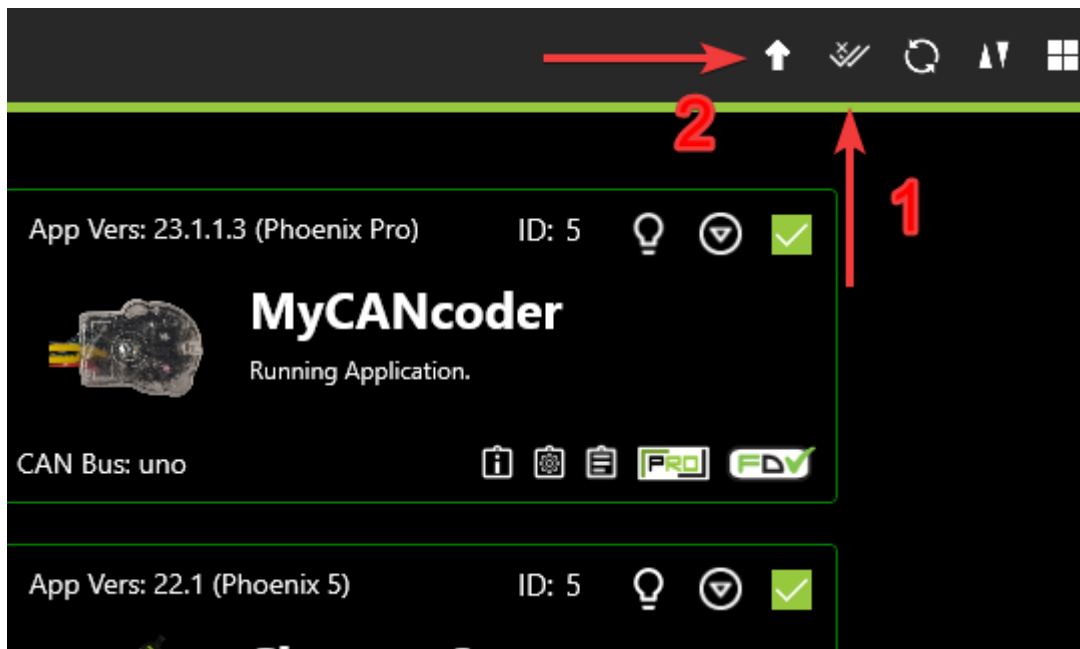 2
1
App Vers: 23.1.1.3 (Phoenix Pro) ID: 5
MyCANcoder
Running Application.
CAN Bus: uno PRO FD
App Vers: 22.1 (Phoenix 5) ID: 5